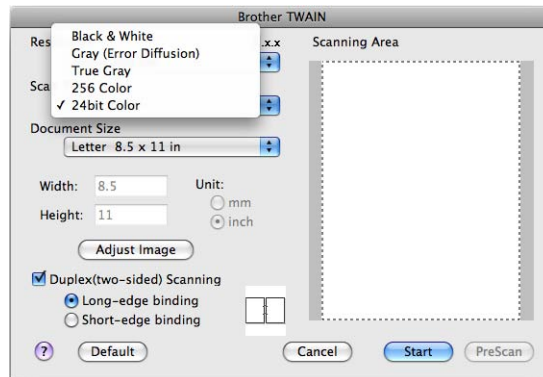 Brother TWAIN
Res
.x.x
Scanning Area
Black & White
Gray (Error Diffusion)
True Gray
256 Color
✓ 24bit Color
Sca
Document Size
Letter 8.5 x 11 in
Width: 8.5
Height: 11
Unit:
mm
inch
Adjust Image
Duplex(two-sided) Scanning
Long-edge binding
Short-edge binding
?
Default
Cancel
Start
PreScan